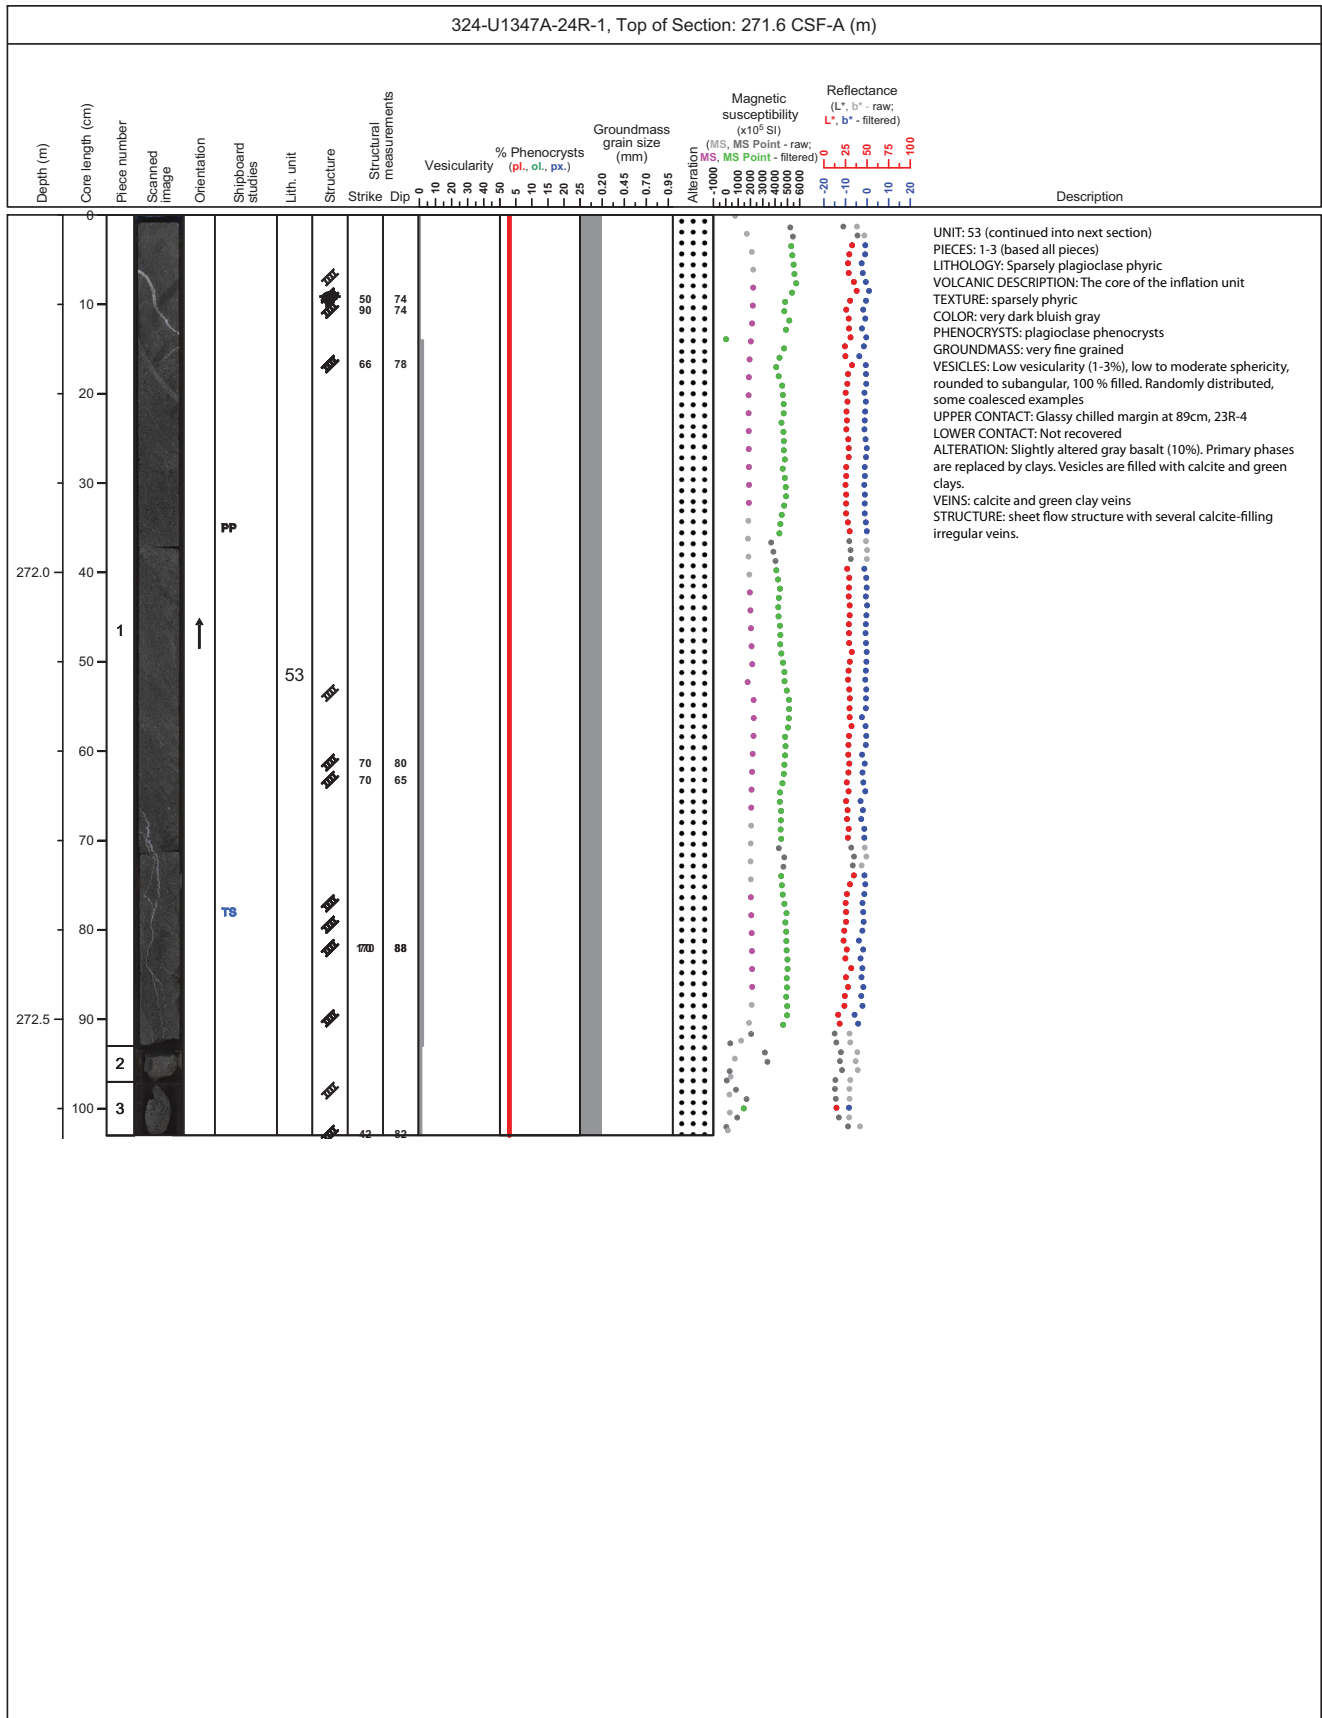 324-U1347A-24R-1, Top of Section: 271.6 CSF-A (m)
Depth (m)
Core length (cm)
Piece number
Scanned
image
Orientation
Shipboard
studies
Lith. unit
Structure
Structural
measurements
Strike Dip
Vesicularity
0 10 20 30 40 50
% Phenocrysts
(pl., ol., px.)
5 10 15 20 25
Groundmass
grain size
(mm)
0.20 0.45 0.70 0.95
Alteration
Magnetic
susceptibility
(x10⁵ SI)
(MS, MS Point - raw;
MS, MS Point - filtered)
-1000 0 1000 2000 3000 4000 5000 6000
Reflectance
(L*, b* - raw;
L*, b* - filtered)
0 25 50 75 100
-20 -10 0 10 20
Description
0
10
20
30
40
50
60
70
80
90
100
272.0
272.5
1
2
3
PP
TS
53
50 74
90 74
66 78
70 80
70 65
88
42 82
UNIT: 53 (continued into next section)
PIECES: 1-3 (based all pieces)
LITHOLOGY: Sparsely plagioclase phyric
VOLCANIC DESCRIPTION: The core of the inflation unit
TEXTURE: sparsely phyric
COLOR: very dark bluish gray
PHENOCRYSTS: plagioclase phenocrysts
GROUNDMASS: very fine grained
VESICLES: Low vesicularity (1-3%), low to moderate sphericity,
rounded to subangular, 100 % filled. Randomly distributed,
some coalesced examples
UPPER CONTACT: Glassy chilled margin at 89cm, 23R-4
LOWER CONTACT: Not recovered
ALTERATION: Slightly altered gray basalt (10%). Primary phases
are replaced by clays. Vesicles are filled with calcite and green
clays.
VEINS: calcite and green clay veins
STRUCTURE: sheet flow structure with several calcite-filling
irregular veins.